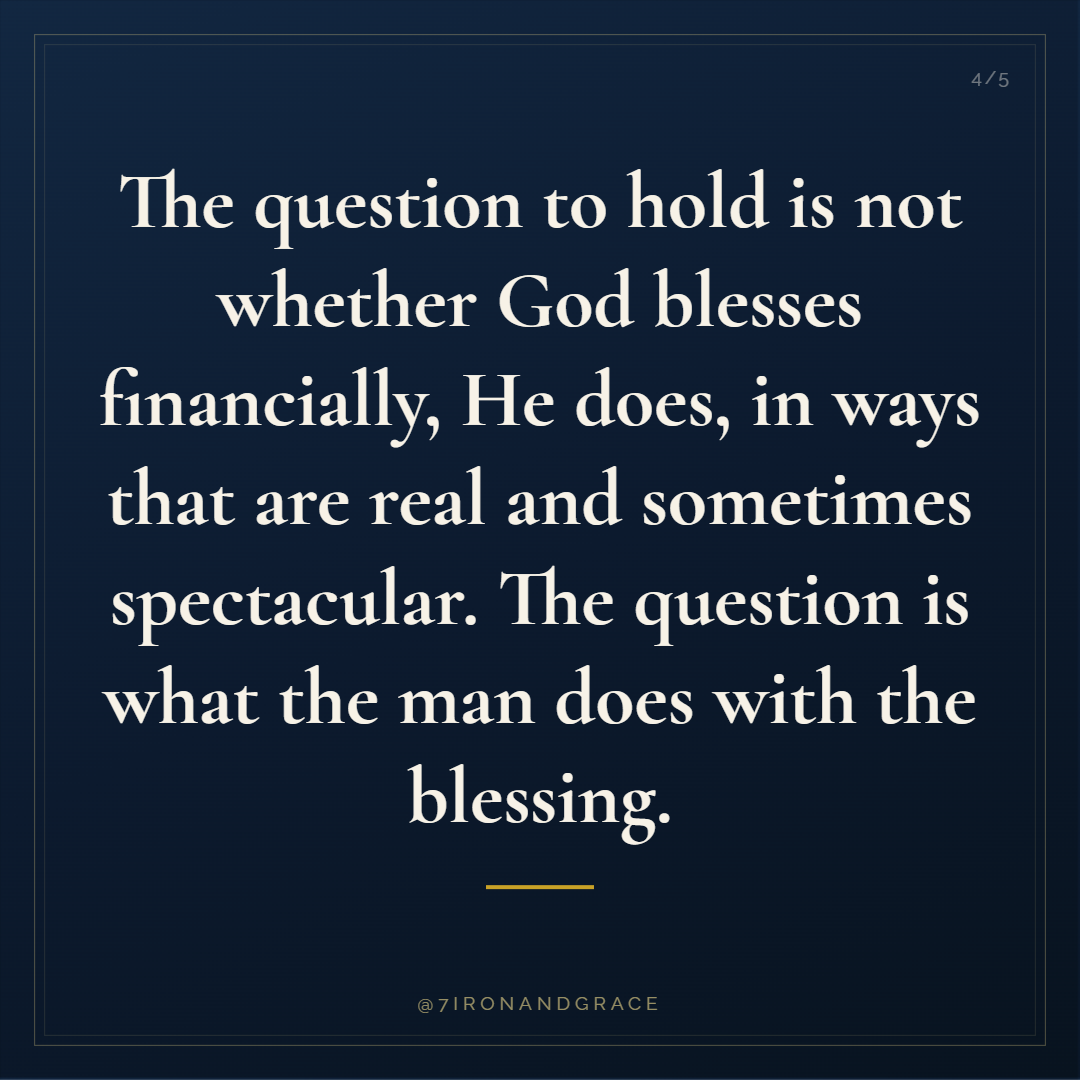 4/5
The question to hold is not
whether God blesses
financially, He does, in ways
that are real and sometimes
spectacular. The question is
what the man does with the
blessing.
@7IRONANDGRACE